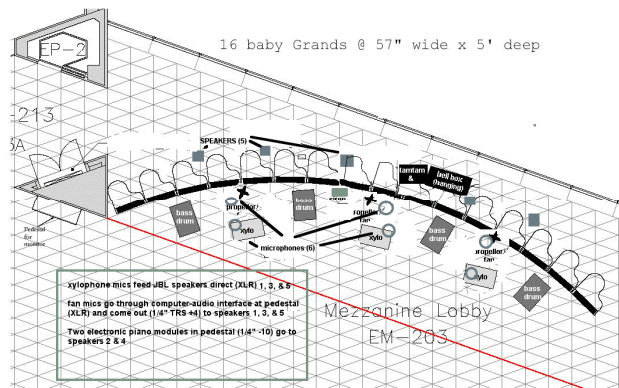 EP-2
16 baby Grands @ 57" wide x 5' deep
-213
3A
SPEAKERS (5)
tamtam
&
bell box
(hanging)
propellor/
bass
drum
bass
drum
ropellor/
fan
xylo
xylo
bass
drum
propellor/
fan
microphones (6)
xylo
bass
drum
Pedestal
for
monitor
xylophone mics feed JBL speakers direct (XLR) 1, 3, & 5
fan mics go through computer-audio interface at pedestal
(XLR) and come out (1/4" TRS +4) to speakers 1, 3, & 5
Two electronic piano modules in pedestal (1/4" -10) go to
speakers 2 & 4
Mezzanine Lobby
EM-203